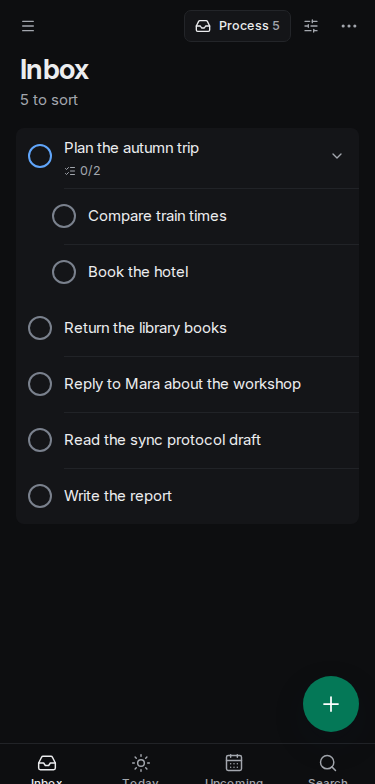 Process 5
Inbox
5 to sort
Plan the autumn trip
0/2
Compare train times
Book the hotel
Return the library books
Reply to Mara about the workshop
Read the sync protocol draft
Write the report
Inbox Today Upcoming Search